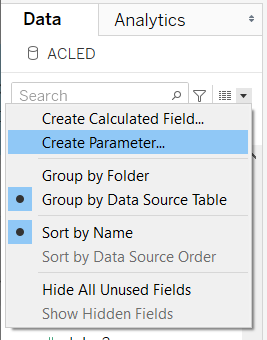 Data Analytics
ACLED
Search
Create Calculated Field...
Create Parameter...
Group by Folder
Group by Data Source Table
Sort by Name
Sort by Data Source Order
Hide All Unused Fields
Show Hidden Fields